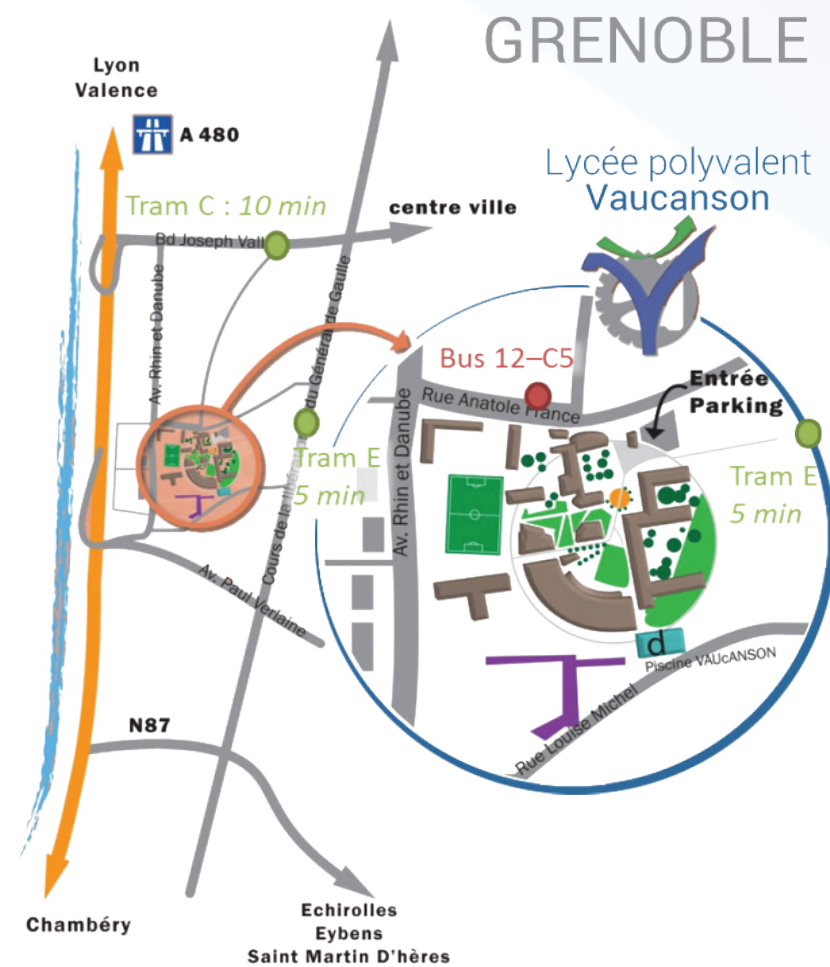 GRENOBLE
Lyon
Valence
A 480
Lycée polyvalent
Vaucanson
Tram C : 10 min
centre ville
Bd Joseph Vall
Av. Rhin et Danube
du Général de Gaulle
Bus 12–C5
Entrée
Parking
Rue Anatole France
Av. Rhin et Danube
Tram E
5 min
Tram E
5 min
Cours de la libé
Av. Paul Verlaine
d
Piscine VAUcANSON
Rue Louise Michel
N87
Chambéry
Echirolles
Eybens
Saint Martin D'hères